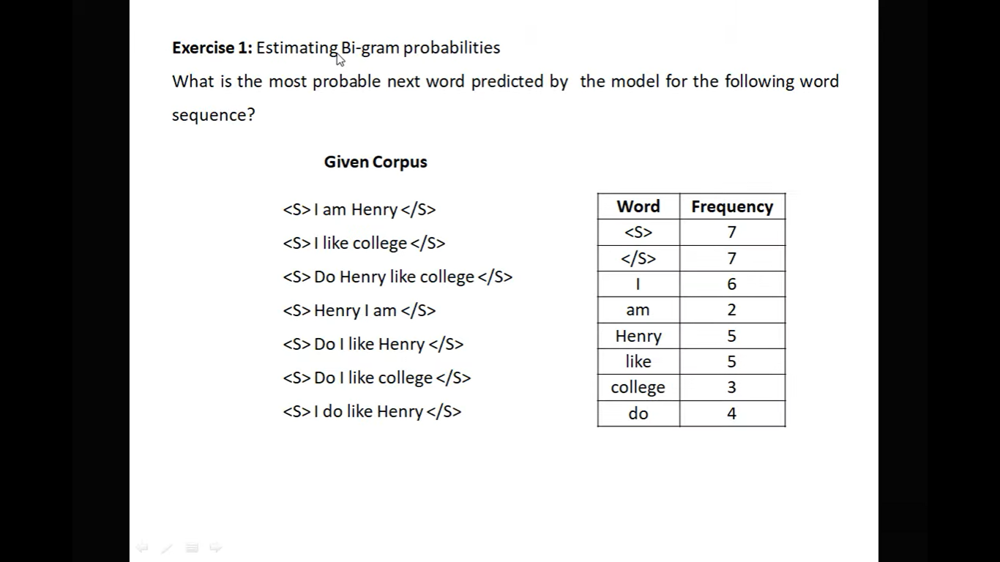 Exercise 1: Estimating Bi-gram probabilities
What is the most probable next word predicted by the model for the following word
sequence?
Given Corpus
<S> I am Henry </S>
<S> I like college </S>
<S> Do Henry like college </S>
<S> Henry I am </S>
<S> Do I like Henry </S>
<S> Do I like college </S>
<S> I do like Henry </S>
Word Frequency
<S> 7
</S> 7
I 6
am 2
Henry 5
like 5
college 3
do 4